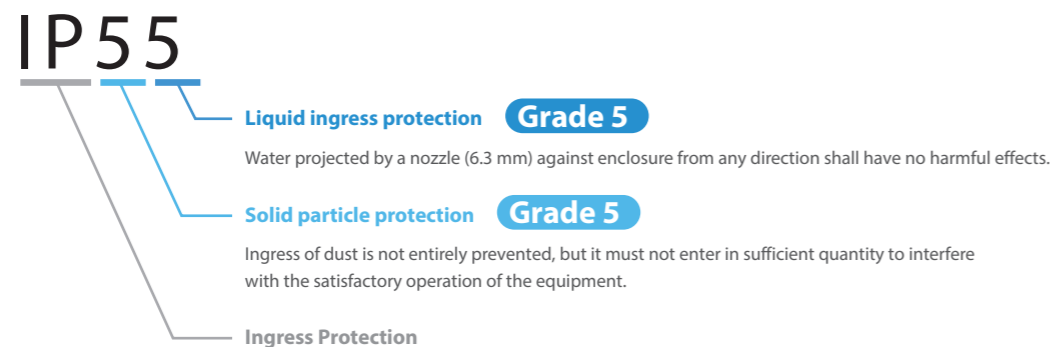 IP55
Liquid ingress protection Grade 5
Water projected by a nozzle (6.3 mm) against enclosure from any direction shall have no harmful effects.
Solid particle protection Grade 5
Ingress of dust is not entirely prevented, but it must not enter in sufficient quantity to interfere
with the satisfactory operation of the equipment.
Ingress Protection